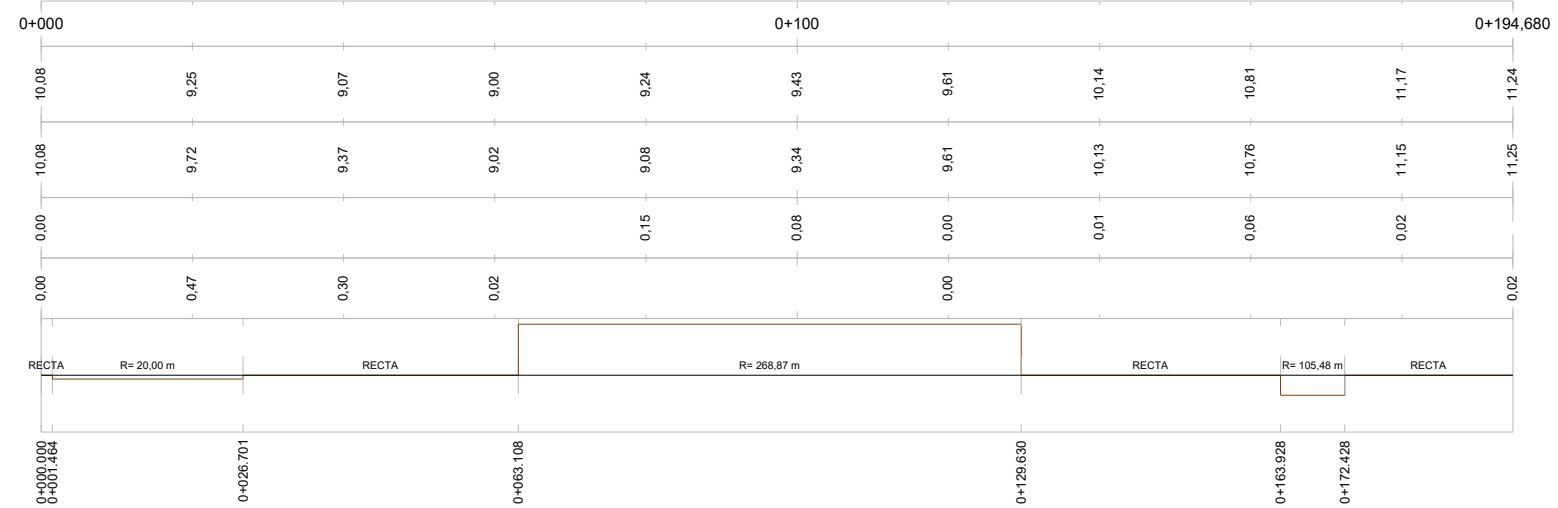 0+000 0+100 0+194,680
10,08 9,25 9,07 9,00 9,24 9,43 9,61 10,14 10,81 11,17 11,24
10,08 9,72 9,37 9,02 9,08 9,34 9,61 10,13 10,76 11,15 11,25
0,00 0,15 0,08 0,00 0,01 0,06 0,02
0,00 0,47 0,30 0,02 0,00 0,02
RECTA R= 20,00 m RECTA R= 268,87 m RECTA R= 105,48 m RECTA
0+000.000 0+001.464 0+026.701 0+063.108 0+129.630 0+163.928 0+172.428